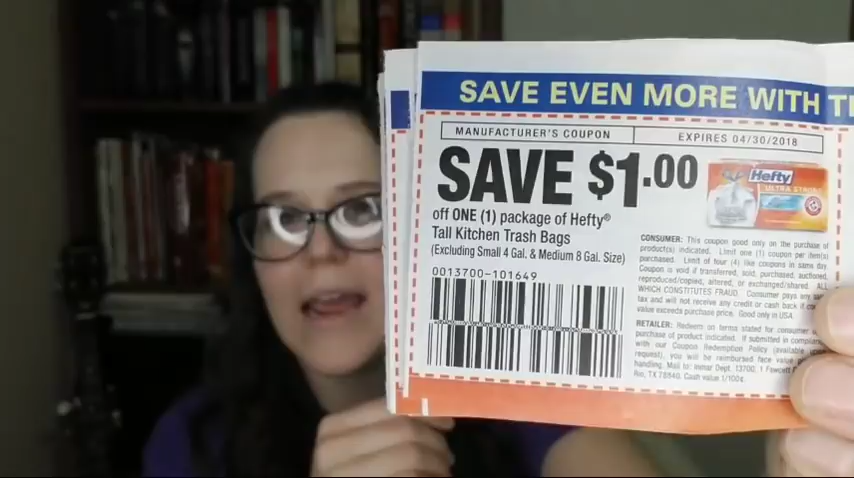 SAVE EVEN MORE WITH
MANUFACTURER'S COUPON
EXPIRES 04/30/2018
SAVE $1.00
off ONE (1) package of Hefty®
Tall Kitchen Trash Bags
(Excluding Small 4 Gal. & Medium 8 Gal. Size)
0013700-101649
Hefty
ULTRA STRONG
CONSUMER: This coupon good only on the purchase of
product(s) indicated. Limit one (1) coupon per item(s)
purchased. Limit of four (4) like coupons in same day.
Coupon is void if transferred, sold, purchased, auctioned,
reproduced/copied, altered, or exchanged/shared. ALL
WHICH CONSTITUTES FRAUD. Consumer pays any
tax and will not receive any credit or cash back if
value exceeds purchase price. Good only in USA.
RETAILER: Redeem on terms stated for consumer
purchase of product indicated. If submitted in
with our Coupon Redemption Policy (available
request), you will be reimbursed face value
handling. Mail to: Inmar Dept. 13700, 1 Fawcett
Rio, TX 78840. Cash value 1/100¢.